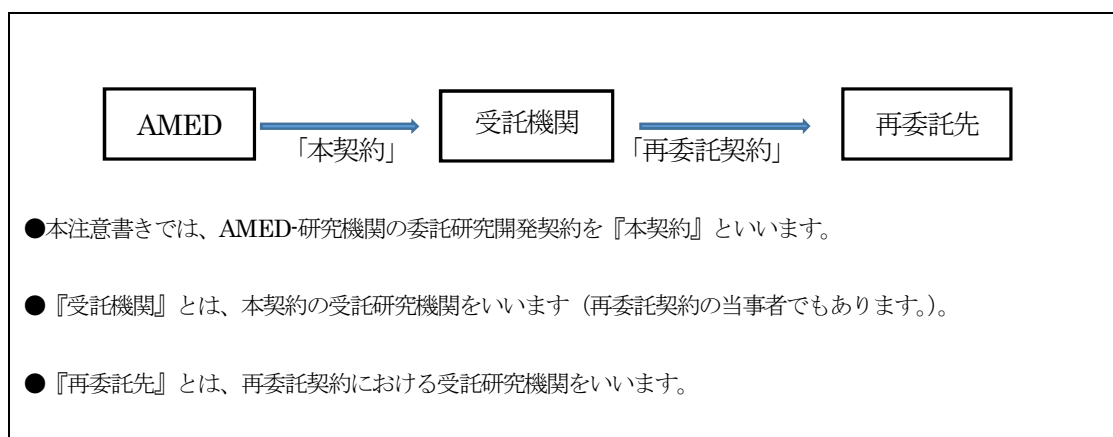 AMED
受託機関
再委託先
「本契約」
「再委託契約」
●本注意書きでは、AMED-研究機関の委託研究開発契約を『本契約』といいます。
●『受託機関』とは、本契約の受託研究機関をいいます（再委託契約の当事者でもあります。）。
●『再委託先』とは、再委託契約における受託研究機関をいいます。